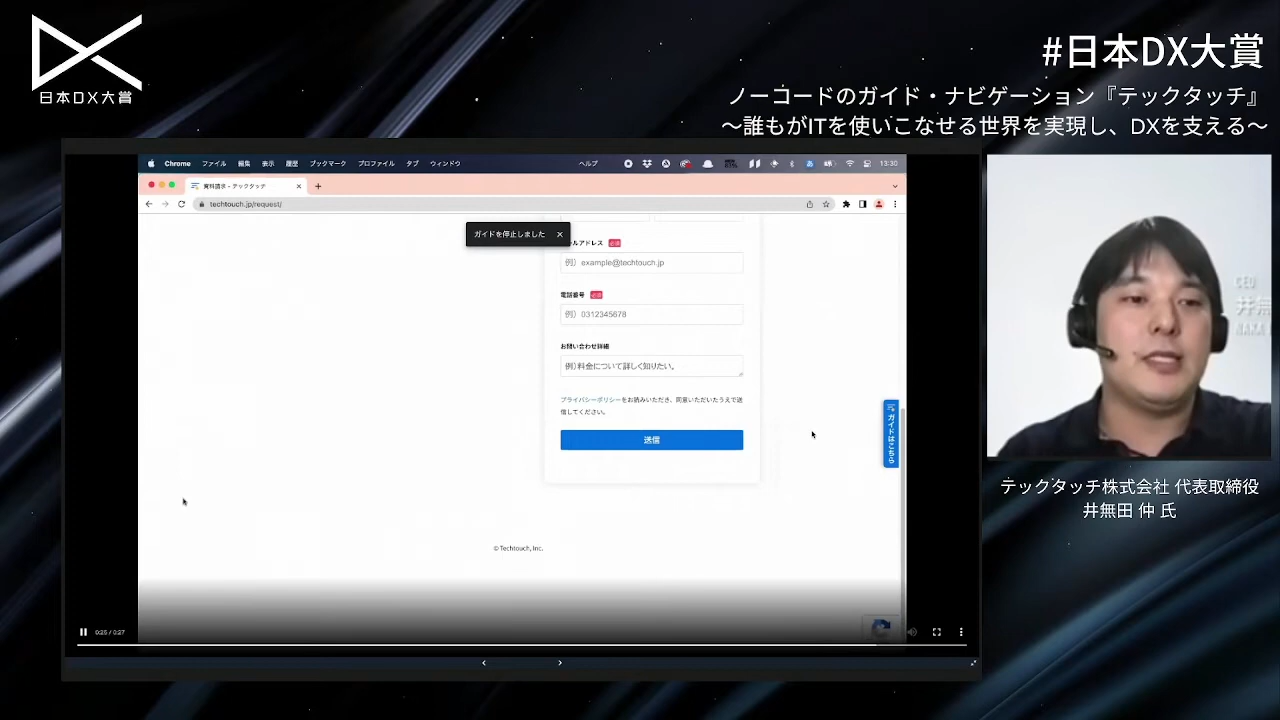 日本DX大賞
#日本DX大賞
ノーコードのガイド・ナビゲーション『テックタッチ』
〜誰もがITを使いこなせる世界を実現し、DXを支える〜
Chrome ファイル 編集 表示 履歴 ブックマーク プロファイル タブ ウィンドウ ヘルプ 13:30
資料請求 - テックタッチ
techtouch.jp/request/
ガイドを停止しました
ルアドレス 必須
例）example@techtouch.jp
電話番号 必須
例）0312345678
お問い合わせ詳細
例)料金について詳しく知りたい。
プライバシーポリシーをお読みいただき、同意いただいたうえで送
信してください。
送信
ガイドはこちら
© Techtouch, Inc.
0:25 / 0:27
CEO
井無
NAKA
テックタッチ株式会社 代表取締役
井無田 仲 氏